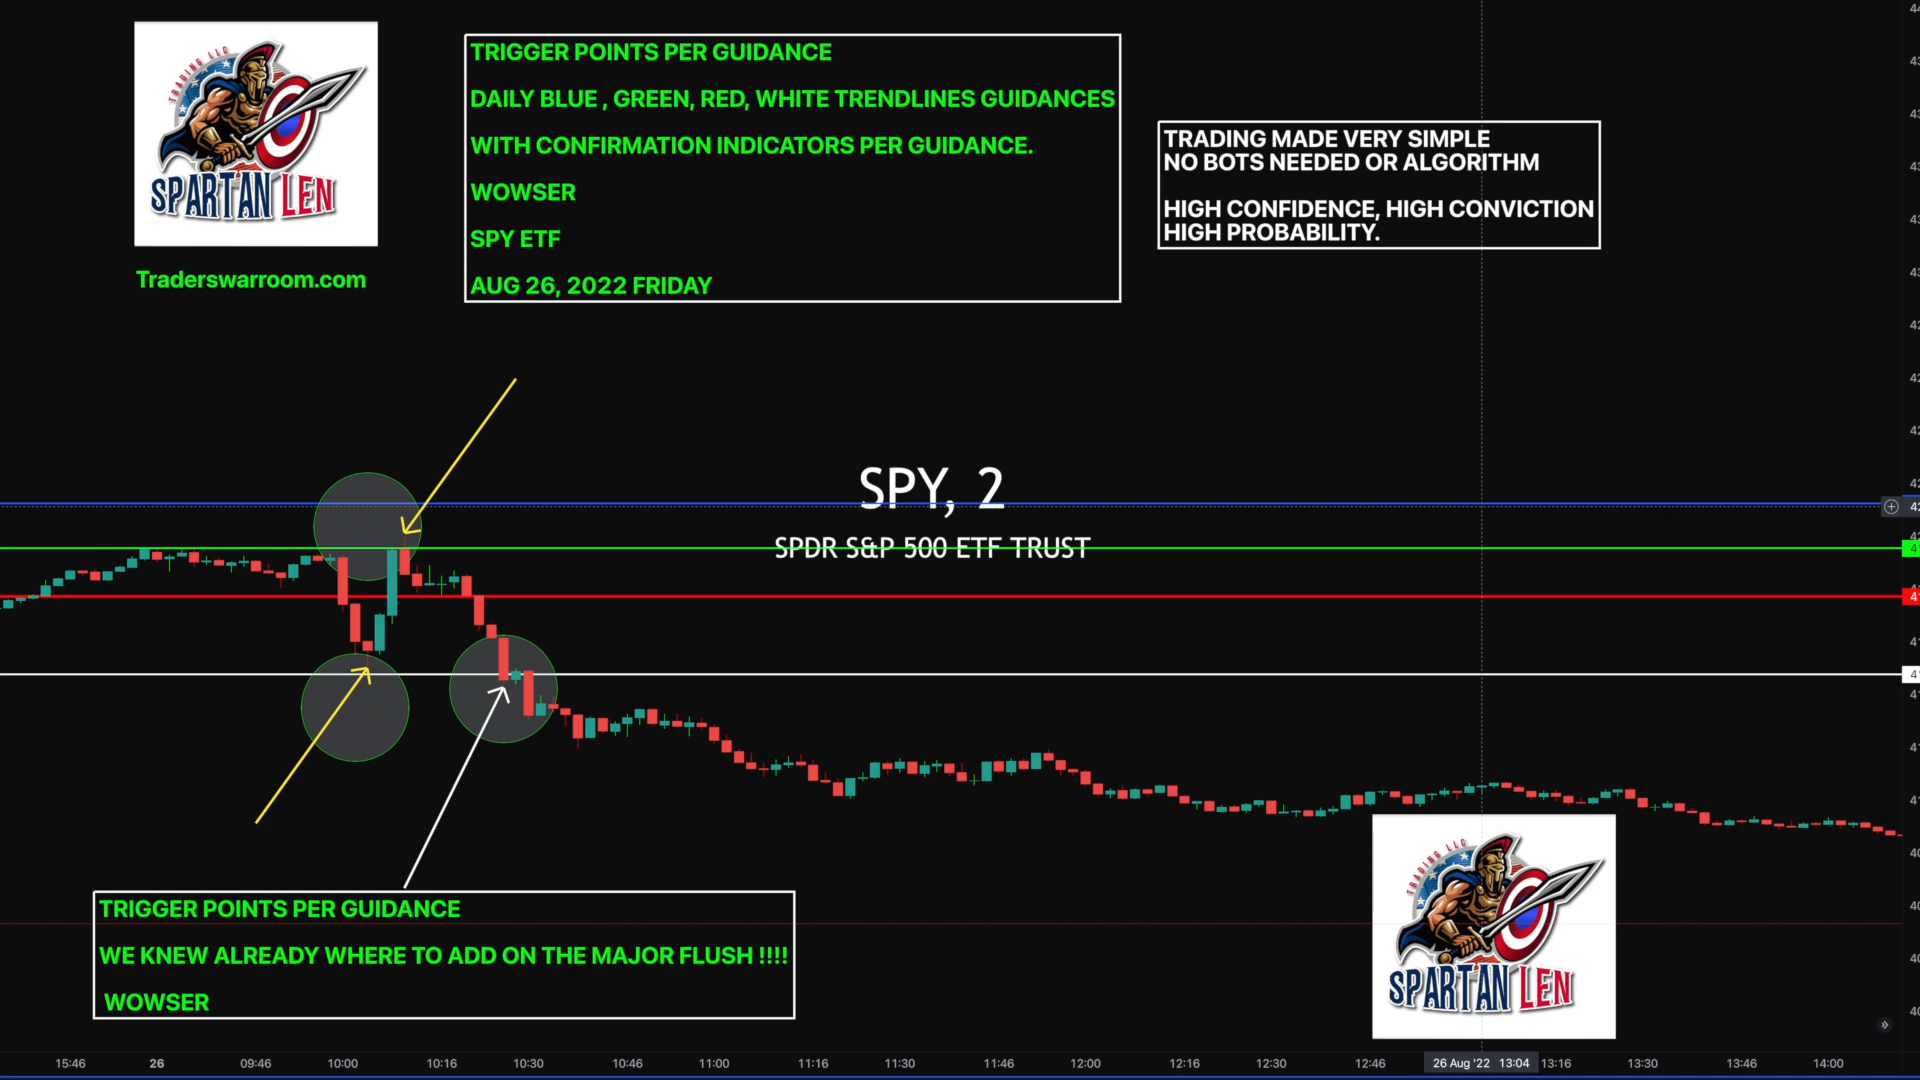 TRADING LLC
SPARTAN LEN
Traderswarroom.com
TRIGGER POINTS PER GUIDANCE
DAILY BLUE , GREEN, RED, WHITE TRENDLINES GUIDANCES
WITH CONFIRMATION INDICATORS PER GUIDANCE.
WOWSER
SPY ETF
AUG 26, 2022 FRIDAY
TRADING MADE VERY SIMPLE
NO BOTS NEEDED OR ALGORITHM
HIGH CONFIDENCE, HIGH CONVICTION
HIGH PROBABILITY.
SPY, 2
SPDR S&P 500 ETF TRUST
TRIGGER POINTS PER GUIDANCE
WE KNEW ALREADY WHERE TO ADD ON THE MAJOR FLUSH !!!!
WOWSER
TRADING LLC
SPARTAN LEN
15:46 26 09:46 10:00 10:16 10:30 10:46 11:00 11:16 11:30 11:46 12:00 12:16 12:30 12:46 26 Aug '22 13:04 13:16 13:30 13:46 14:00